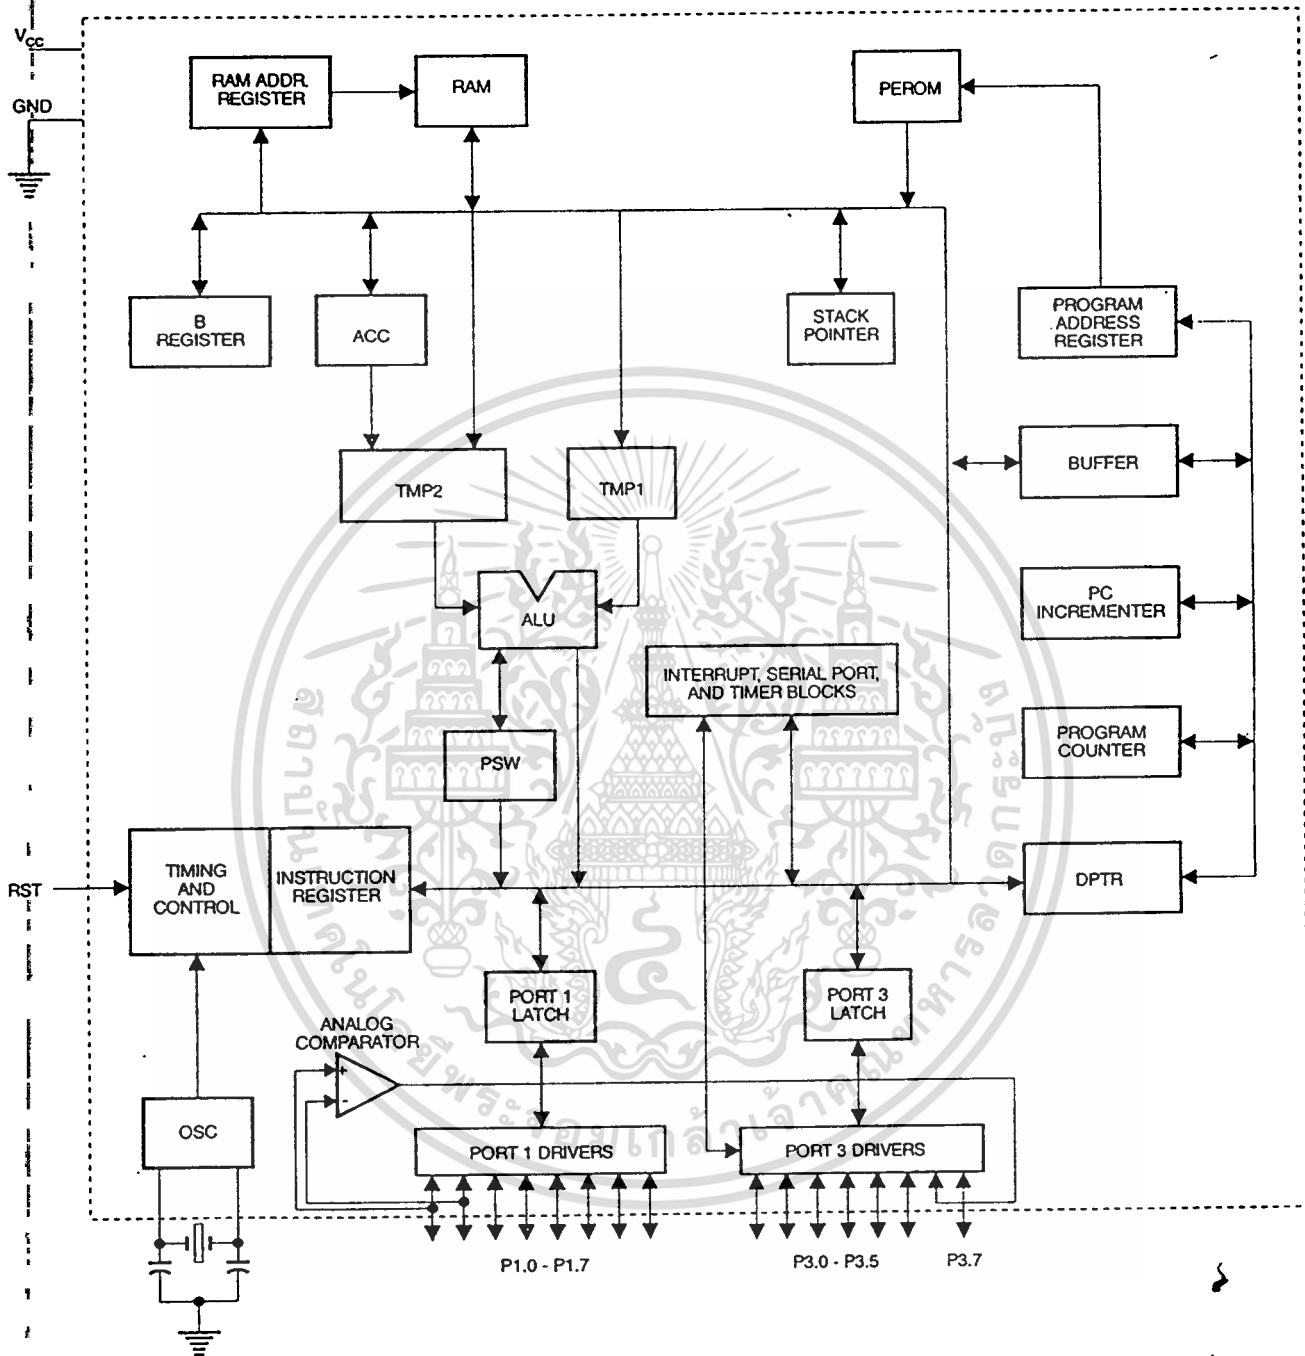 VCC
GND
RAM ADDR.
REGISTER
RAM
PEROM
B
REGISTER
ACC
STACK
POINTER
PROGRAM
ADDRESS
REGISTER
TMP2
TMP1
BUFFER
ALU
PC
INCREMENTER
INTERRUPT, SERIAL PORT,
AND TIMER BLOCKS
PSW
PROGRAM
COUNTER
RST
TIMING
AND
CONTROL
INSTRUCTION
REGISTER
DPTR
PORT 1
LATCH
PORT 3
LATCH
ANALOG
COMPARATOR
+
-
OSC
PORT 1 DRIVERS
PORT 3 DRIVERS
P1.0 - P1.7
P3.0 - P3.5
P3.7